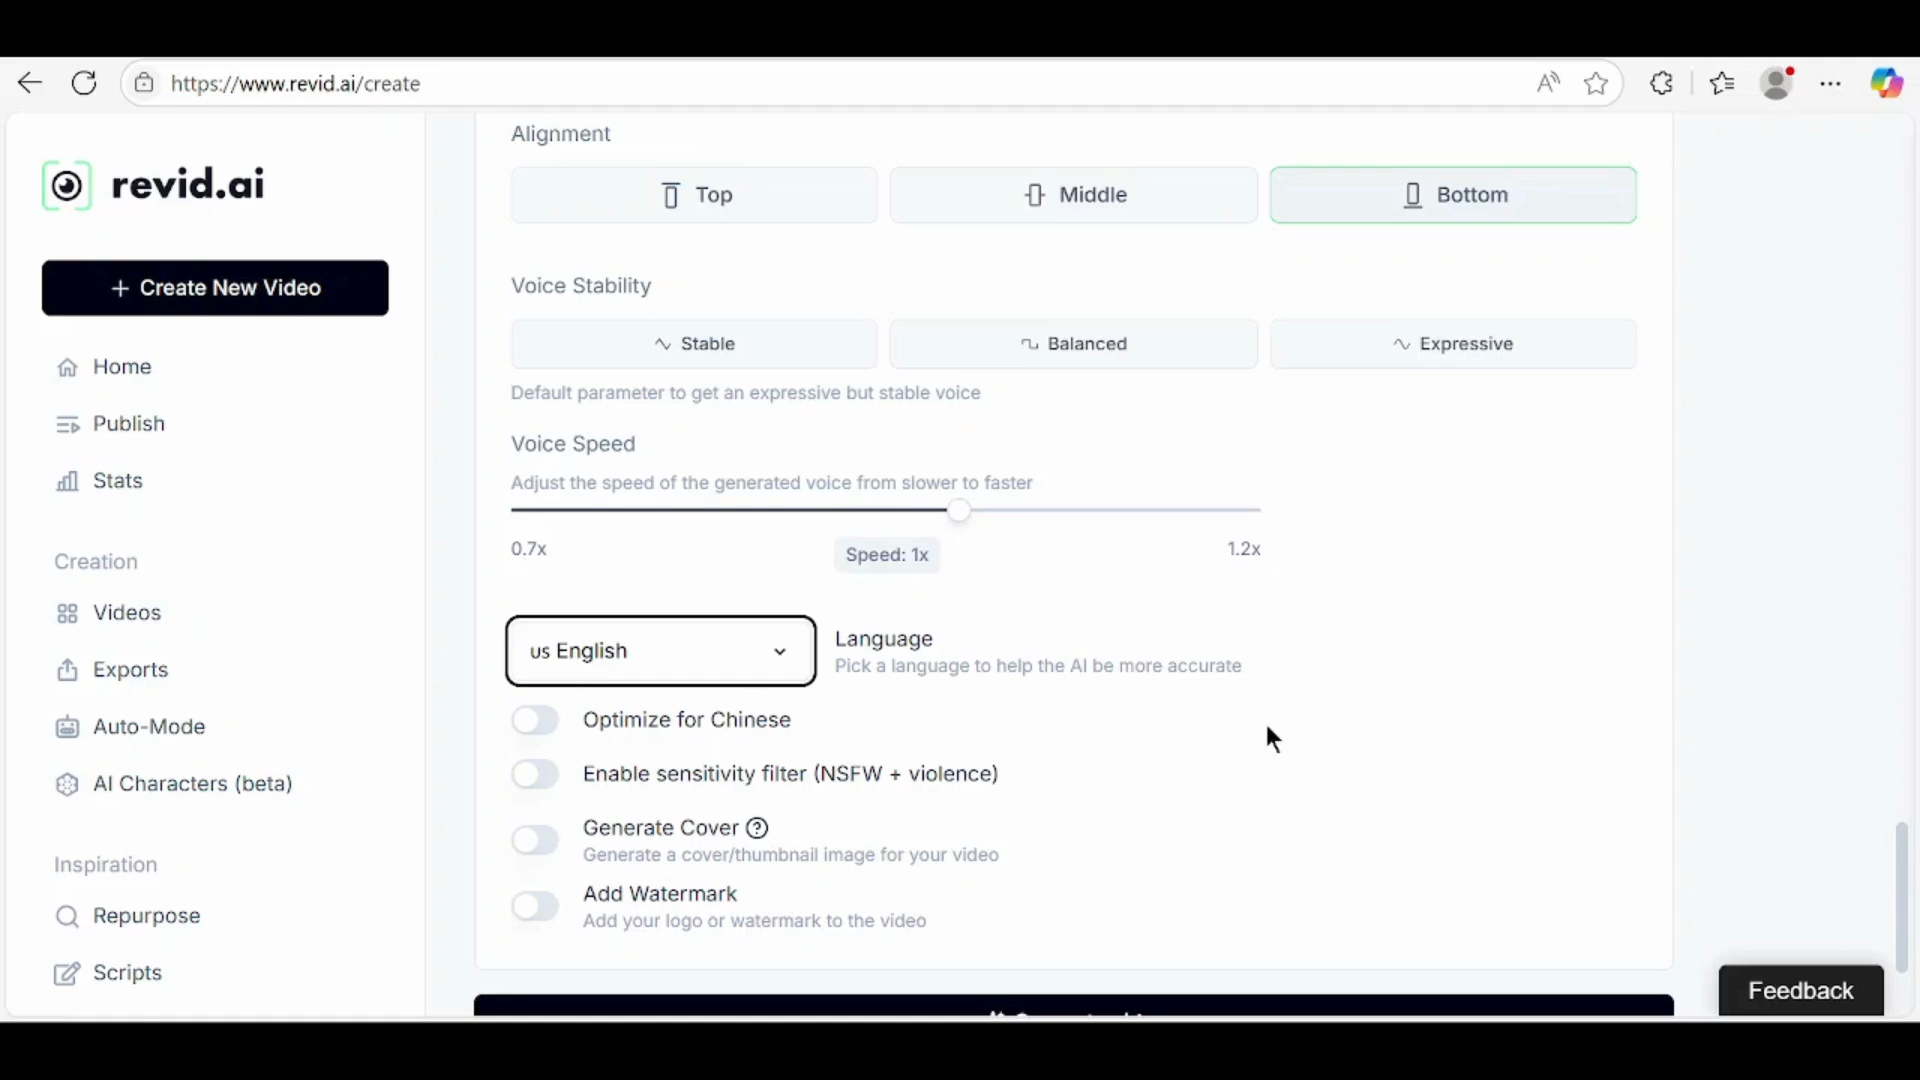 https://www.revid.ai/create
revid.ai
+ Create New Video
Home
Publish
Stats
Creation
Videos
Exports
Auto-Mode
AI Characters (beta)
Inspiration
Repurpose
Scripts
Alignment
Top
Middle
Bottom
Voice Stability
Stable
Balanced
Expressive
Default parameter to get an expressive but stable voice
Voice Speed
Adjust the speed of the generated voice from slower to faster
0.7x
Speed: 1x
1.2x
us English
Language
Pick a language to help the AI be more accurate
Optimize for Chinese
Enable sensitivity filter (NSFW + violence)
Generate Cover
Generate a cover/thumbnail image for your video
Add Watermark
Add your logo or watermark to the video
Feedback